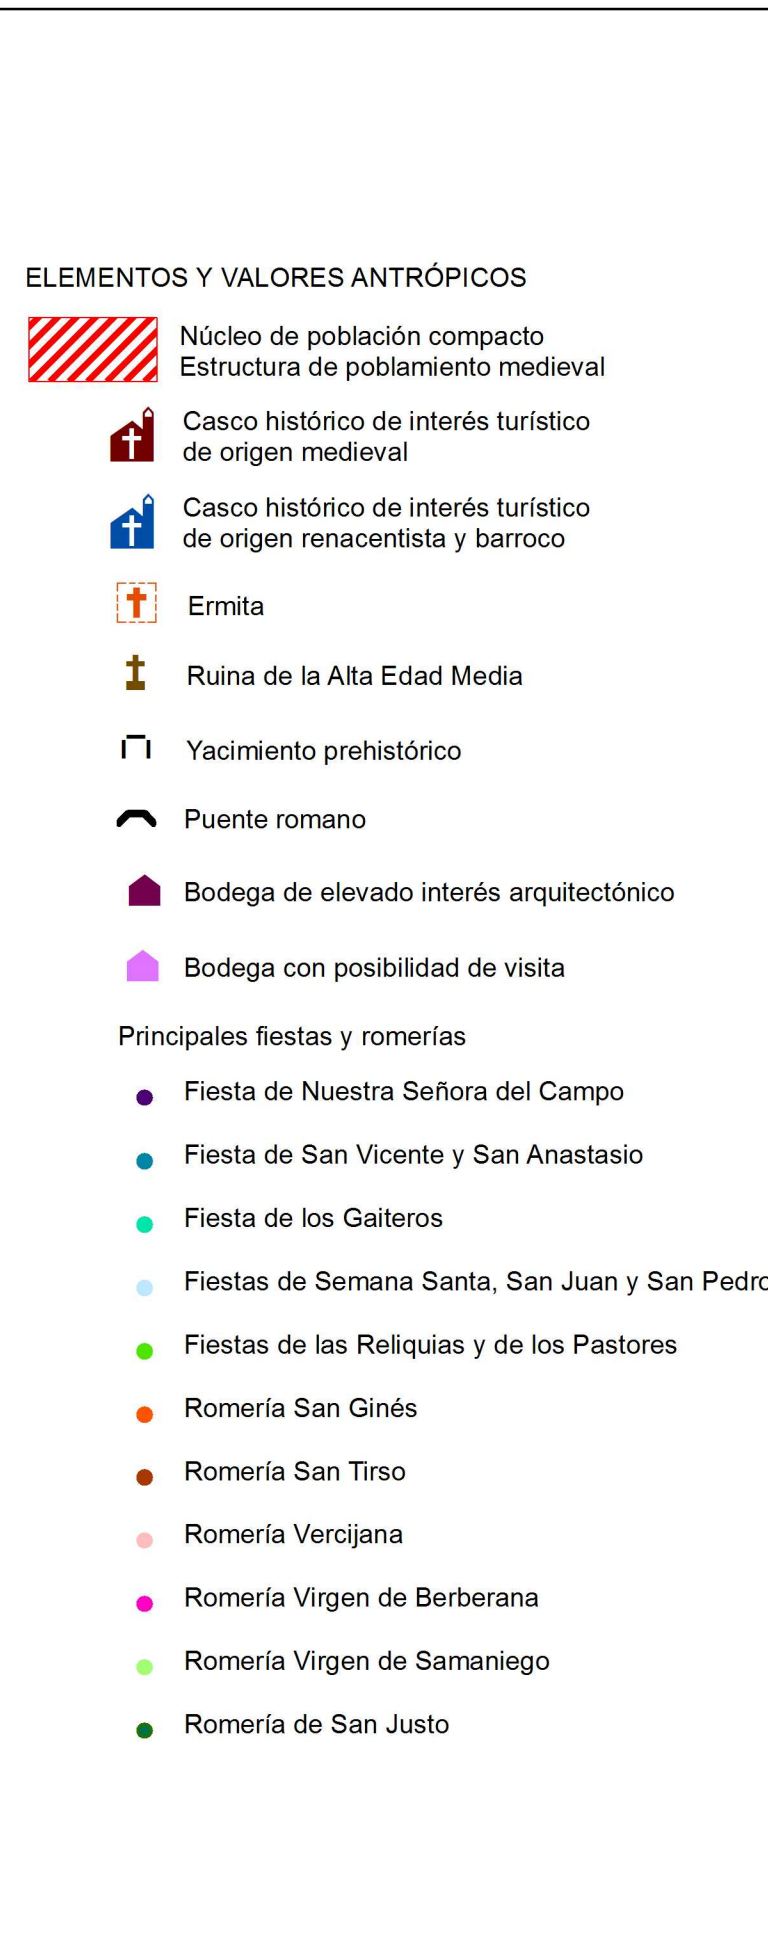 ELEMENTOS Y VALORES ANTRÓPICOS
Núcleo de población compacto
Estructura de poblamiento medieval
Casco histórico de interés turístico
de origen medieval
Casco histórico de interés turístico
de origen renacentista y barroco
Ermita
Ruina de la Alta Edad Media
Yacimiento prehistórico
Puente romano
Bodega de elevado interés arquitectónico
Bodega con posibilidad de visita
Principales fiestas y romerías
Fiesta de Nuestra Señora del Campo
Fiesta de San Vicente y San Anastasio
Fiesta de los Gaiteros
Fiestas de Semana Santa, San Juan y San Pedro
Fiestas de las Reliquias y de los Pastores
Romería San Ginés
Romería San Tirso
Romería Vercijana
Romería Virgen de Berberana
Romería Virgen de Samaniego
Romería de San Justo